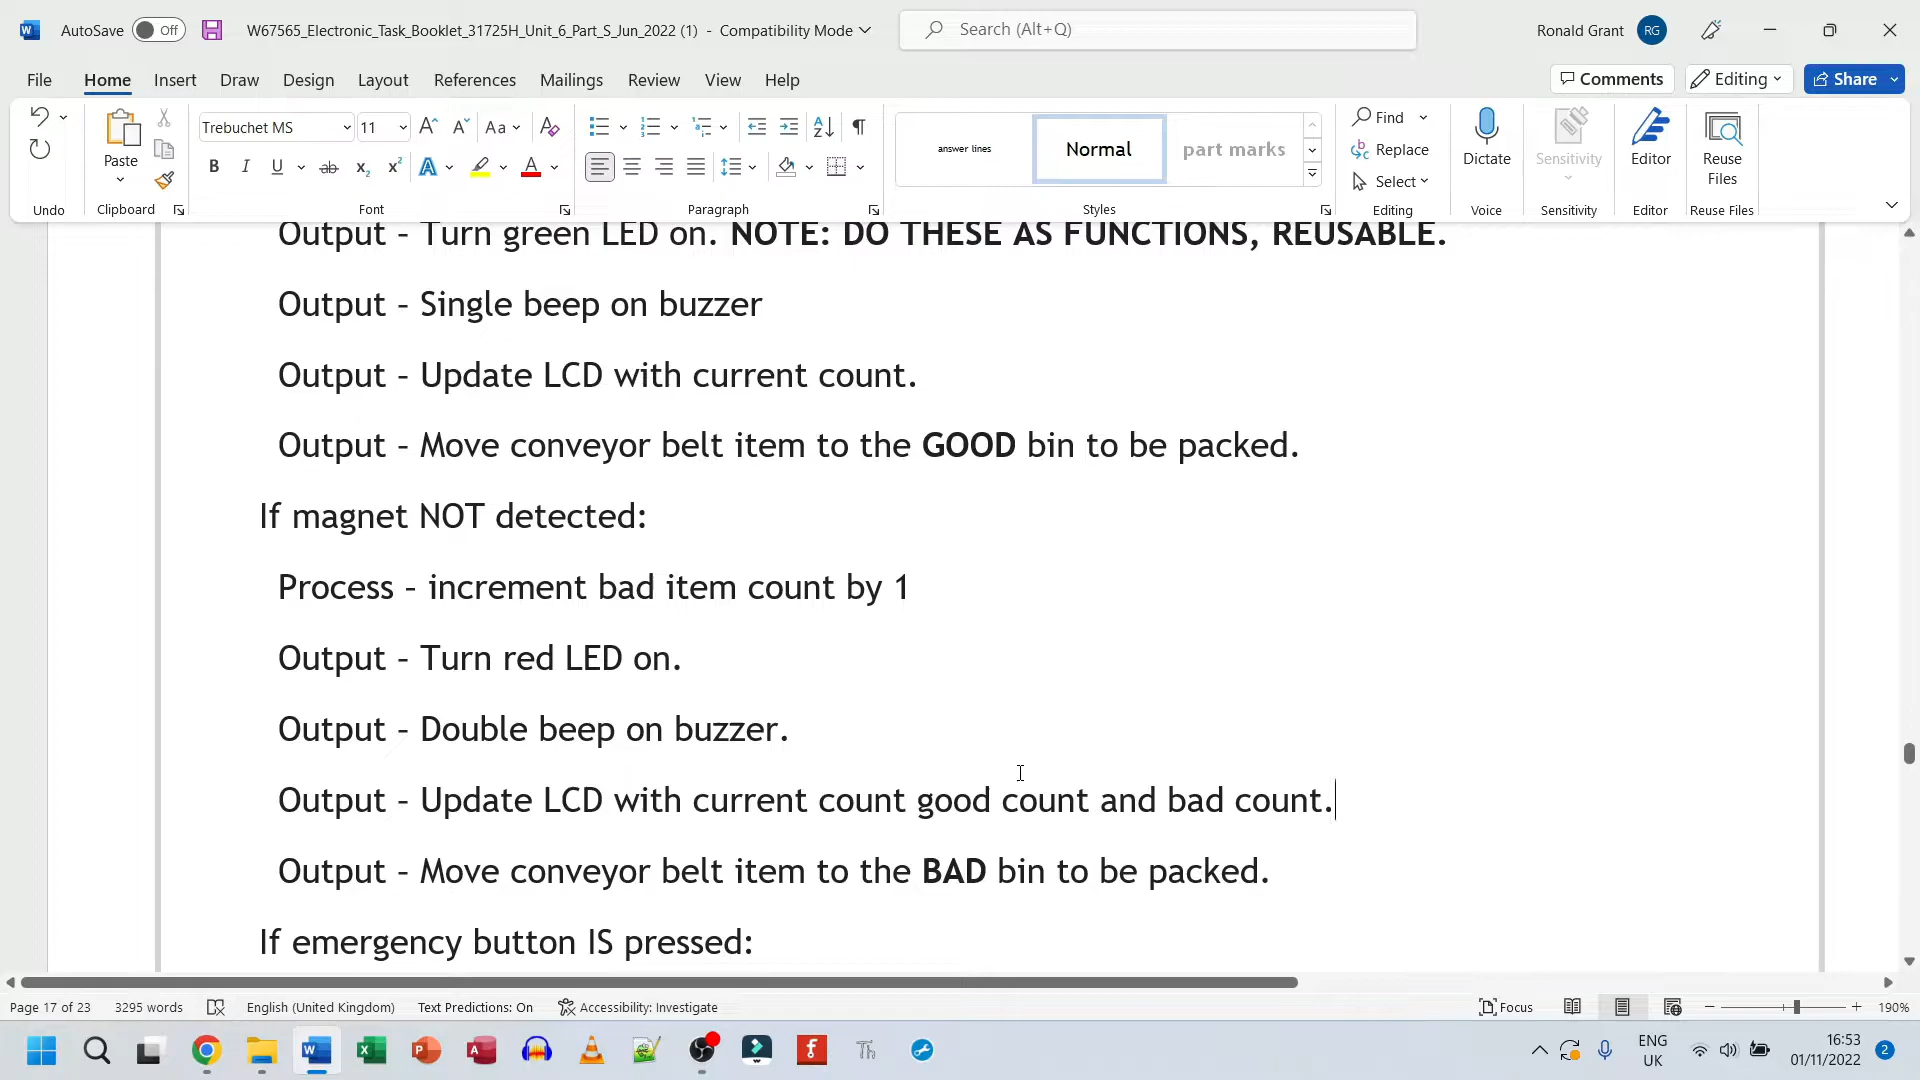 AutoSave Off W67565_Electronic_Task_Booklet_31725H_Unit_6_Part_S_Jun_2022 (1) - Compatibility Mode Search (Alt+Q) Ronald Grant RG
File Home Insert Draw Design Layout References Mailings Review View Help Comments Editing Share
Trebuchet MS 11 Aa
Paste
B I U ab x₂ x² A A
answer lines Normal part marks
Find
Replace
Select
Dictate Sensitivity Editor Reuse Files
Undo Clipboard Font Paragraph Styles Editing Voice Sensitivity Editor Reuse Files
Output – Turn green LED on. NOTE: DO THESE AS FUNCTIONS, REUSABLE.
Output – Single beep on buzzer
Output – Update LCD with current count.
Output – Move conveyor belt item to the GOOD bin to be packed.
If magnet NOT detected:
Process – increment bad item count by 1
Output – Turn red LED on.
Output – Double beep on buzzer.
Output – Update LCD with current count good count and bad count.
Output – Move conveyor belt item to the BAD bin to be packed.
If emergency button IS pressed:
Page 17 of 23 3295 words English (United Kingdom) Text Predictions: On Accessibility: Investigate Focus 190%
ENG UK 16:53 01/11/2022 2